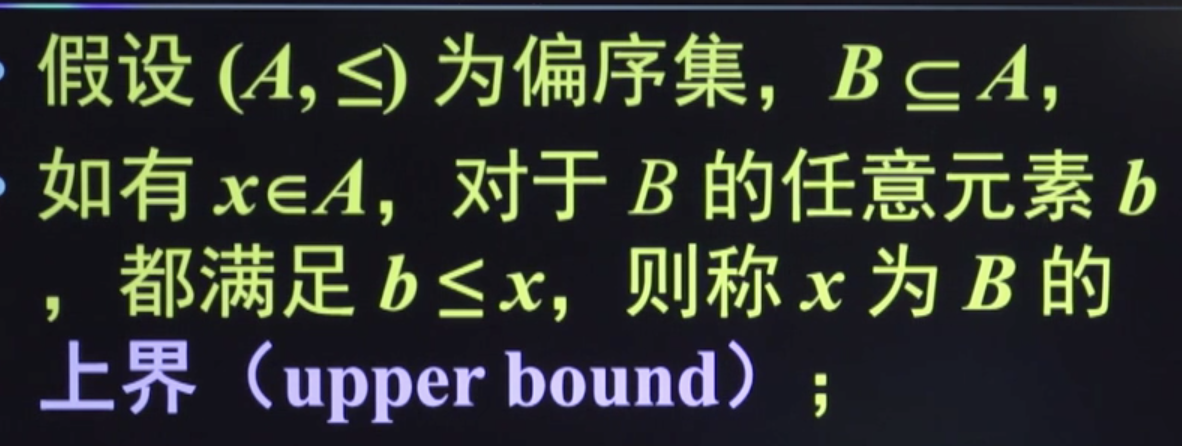 假设 (A, ≤) 为偏序集，B ⊆ A，
如有 x∈A，对于 B 的任意元素 b
，都满足 b ≤ x，则称 x 为 B 的
上界（upper bound）；